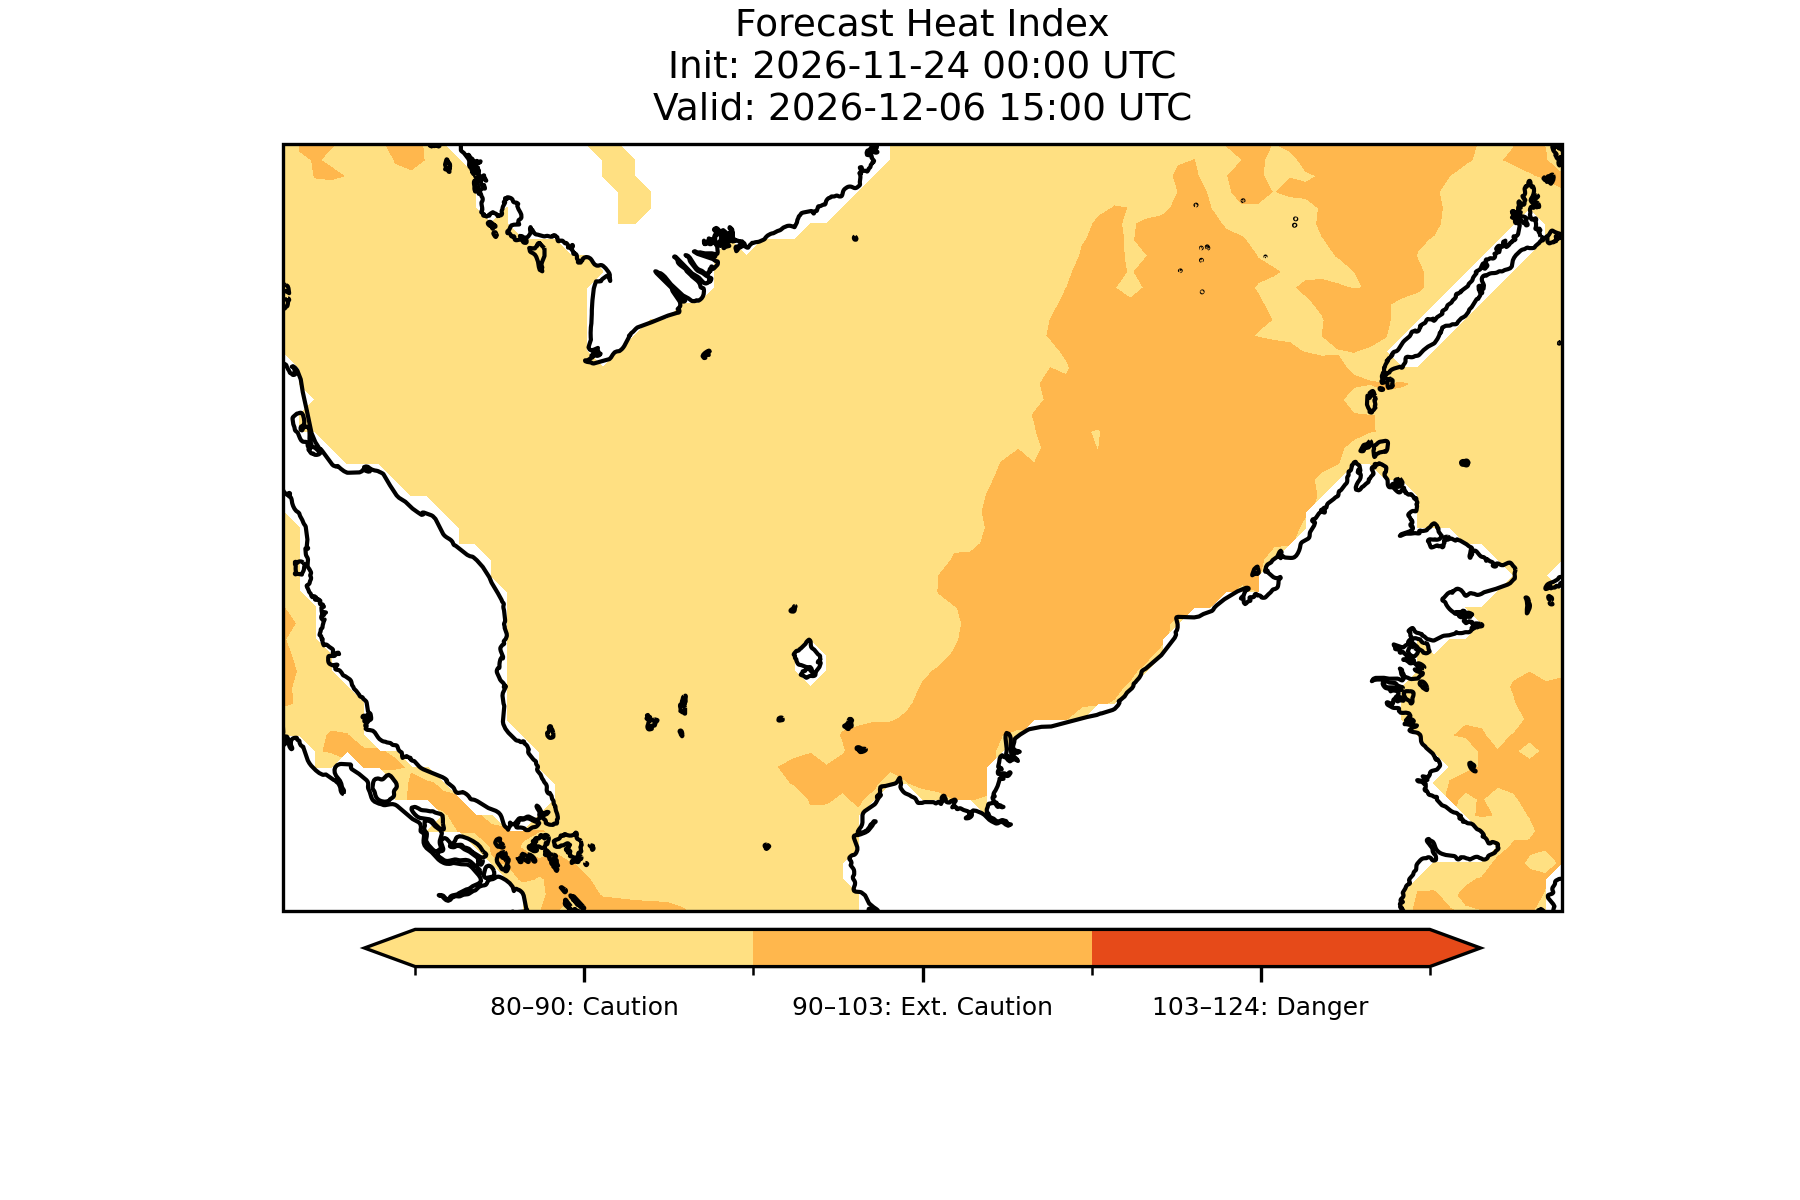 Forecast Heat Index
Init: 2026-11-24 00:00 UTC
Valid: 2026-12-06 15:00 UTC
80–90: Caution
90–103: Ext. Caution
103–124: Danger